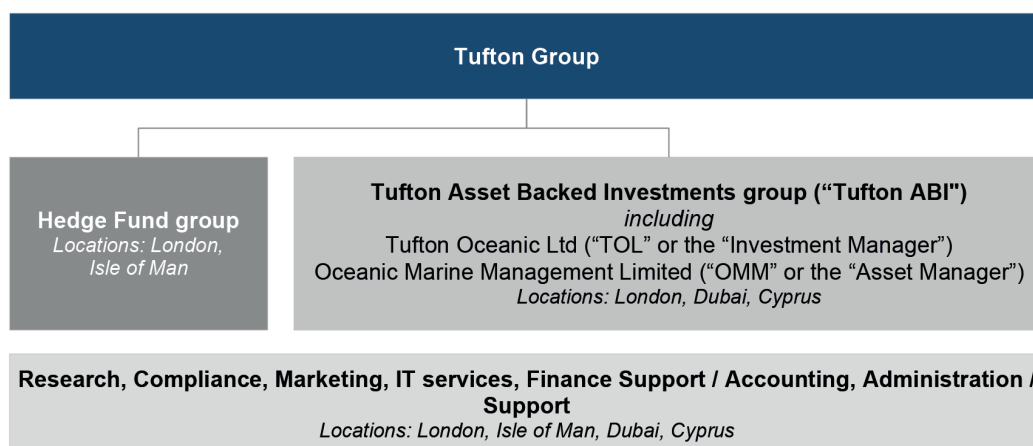 Tufton Group
Hedge Fund group
Locations: London,
Isle of Man
Tufton Asset Backed Investments group (“Tufton ABI")
including
Tufton Oceanic Ltd (“TOL” or the “Investment Manager”)
Oceanic Marine Management Limited (“OMM” or the “Asset Manager”)
Locations: London, Dubai, Cyprus
Research, Compliance, Marketing, IT services, Finance Support / Accounting, Administration /
Support
Locations: London, Isle of Man, Dubai, Cyprus